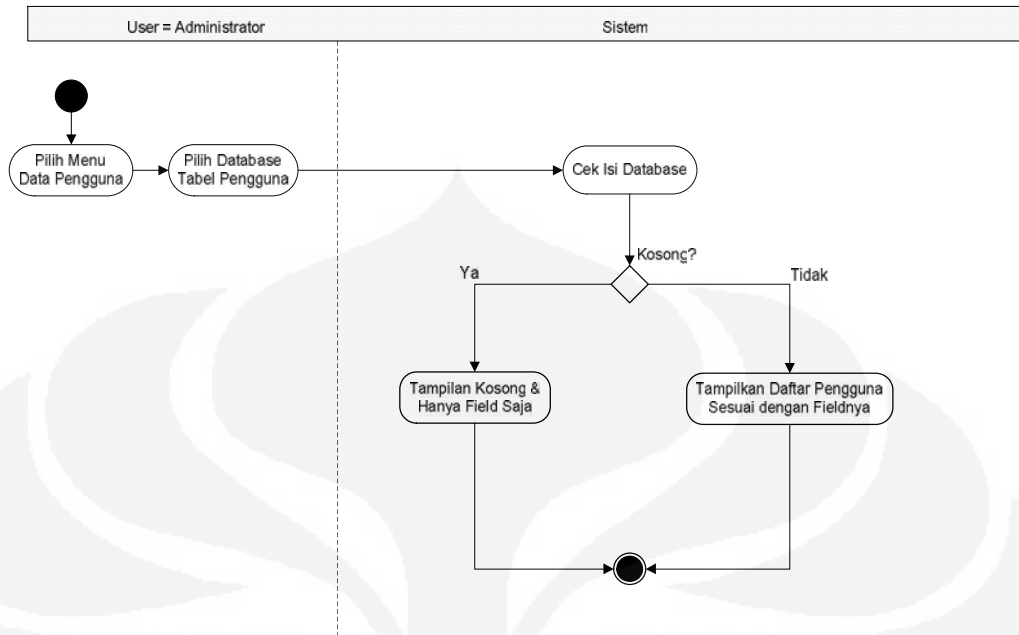 User = Administrator
Sistem
Pilih Menu
Data Pengguna
Pilih Database
Tabel Pengguna
Cek Isi Database
Kosong?
Ya
Tidak
Tampilan Kosong &
Hanya Field Saja
Tampilkan Daftar Pengguna
Sesuai dengan Fieldnya